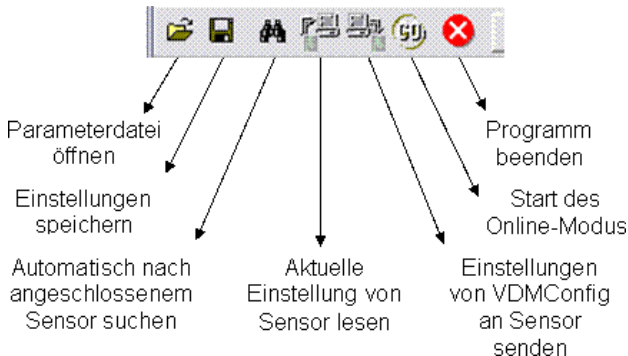 GO
Parameterdatei
öffnen
Programm
beenden
Einstellungen
speichern
Start des
Online-Modus
Automatisch nach
angeschlossenem
Sensor suchen
Aktuelle
Einstellung von
Sensor lesen
Einstellungen
von VDMConfig
an Sensor
senden